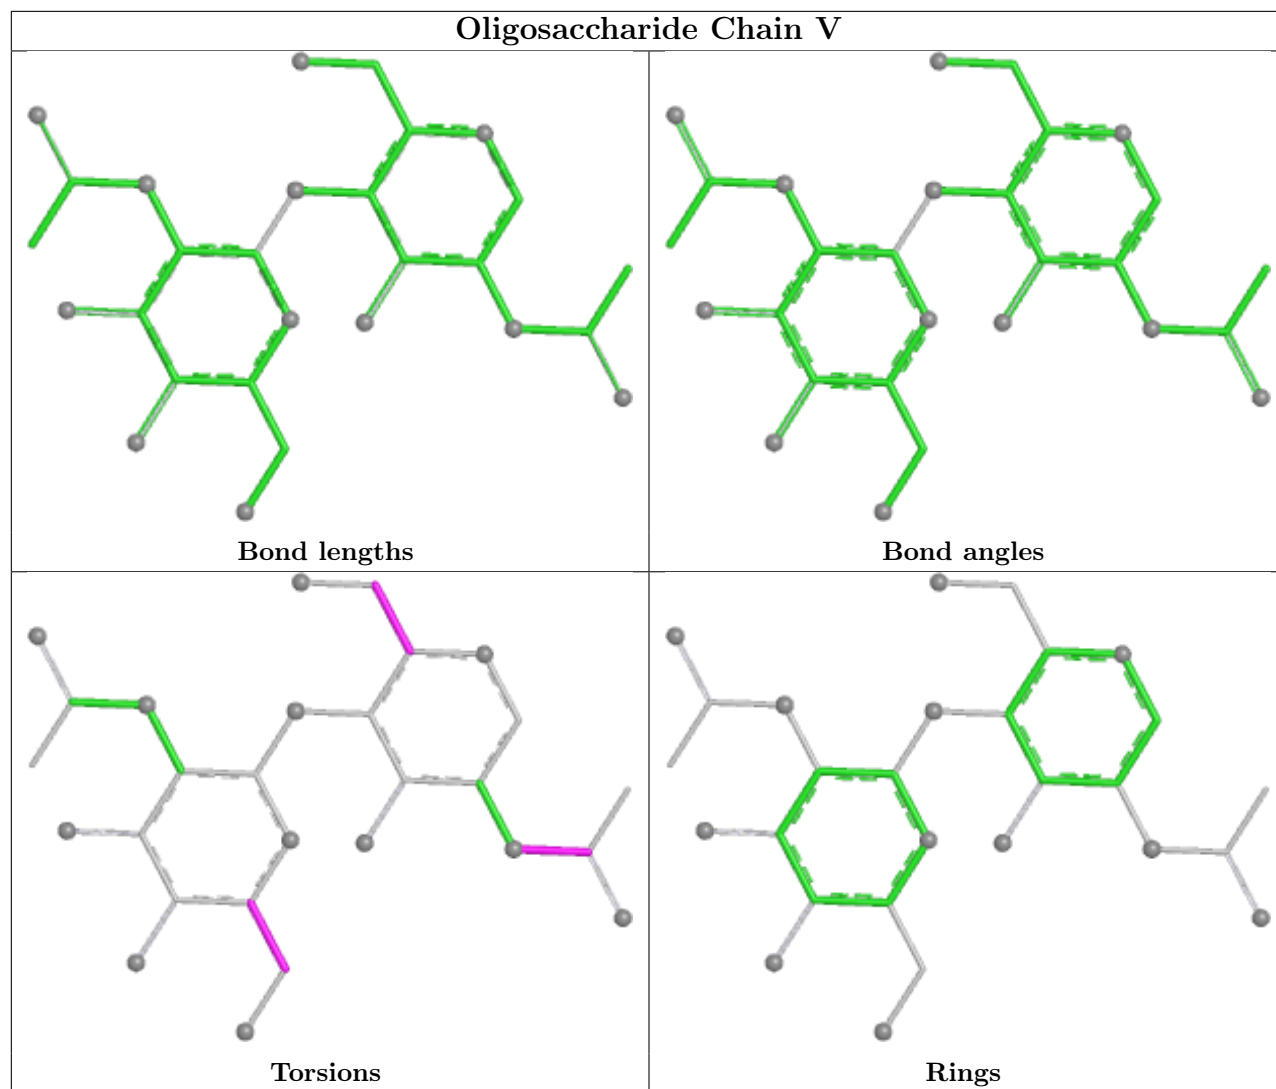 Oligosaccharide Chain V
Bond lengths
Bond angles
Torsions
Rings